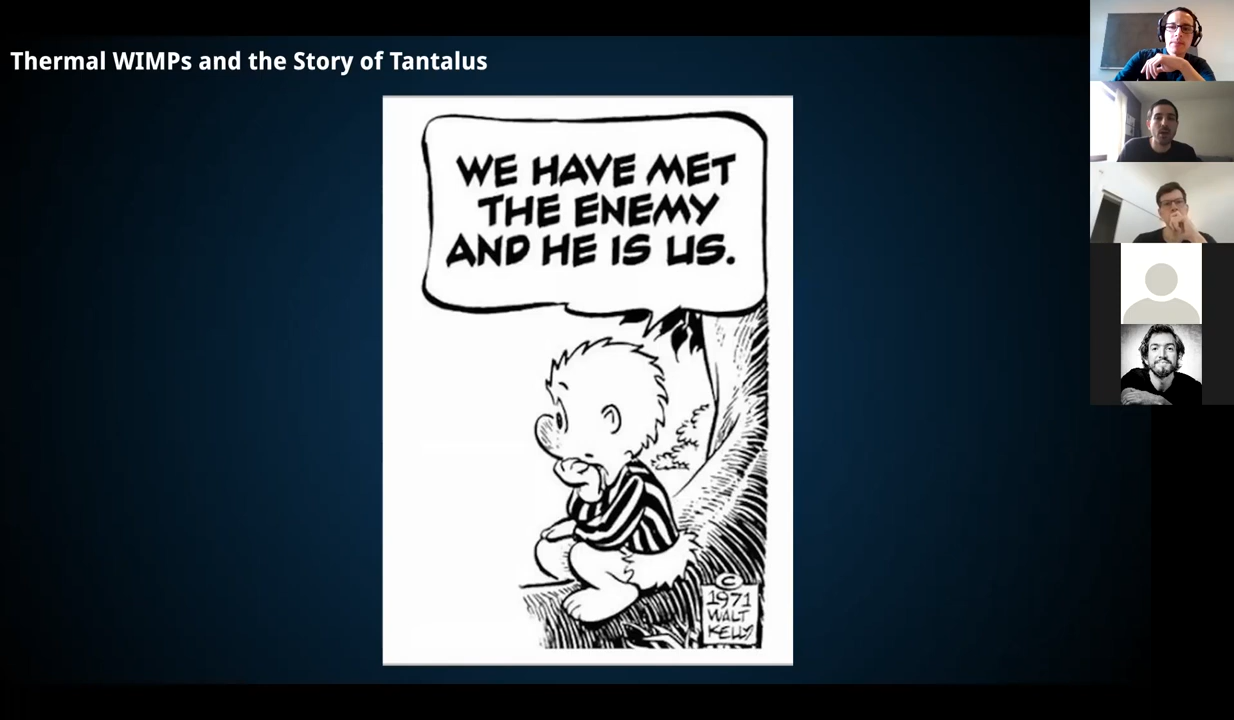 Thermal WIMPs and the Story of Tantalus
WE HAVE MET
THE ENEMY
AND HE IS US.
©
1971
WALT
KELLY